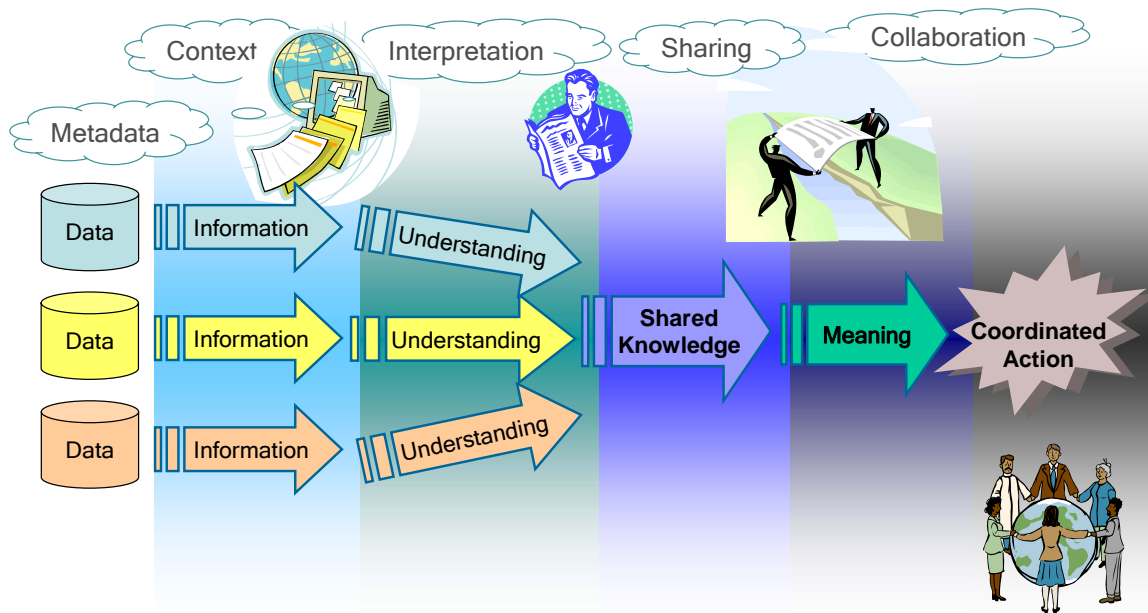 Context
Interpretation
Sharing
Collaboration
Metadata
Data
Information
Understanding
Data
Information
Understanding
Shared
Knowledge
Meaning
Coordinated
Action
Data
Information
Understanding